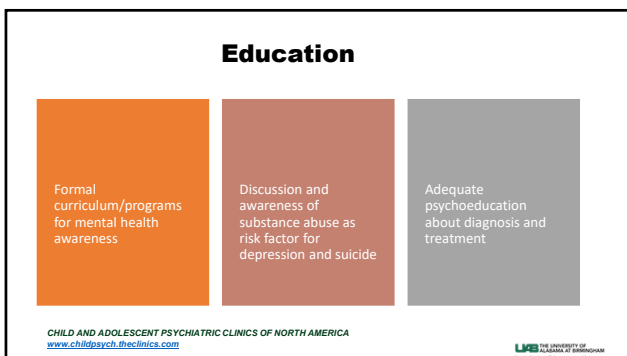 Education
Formal
curriculum/programs
for mental health
awareness
Discussion and
awareness of
substance abuse as
risk factor for
depression and suicide
Adequate
psychoeducation
about diagnosis and
treatment
CHILD AND ADOLESCENT PSYCHIATRIC CLINICS OF NORTH AMERICA
www.childpsych.theclinics.com
UAB THE UNIVERSITY OF
ALABAMA AT BIRMINGHAM